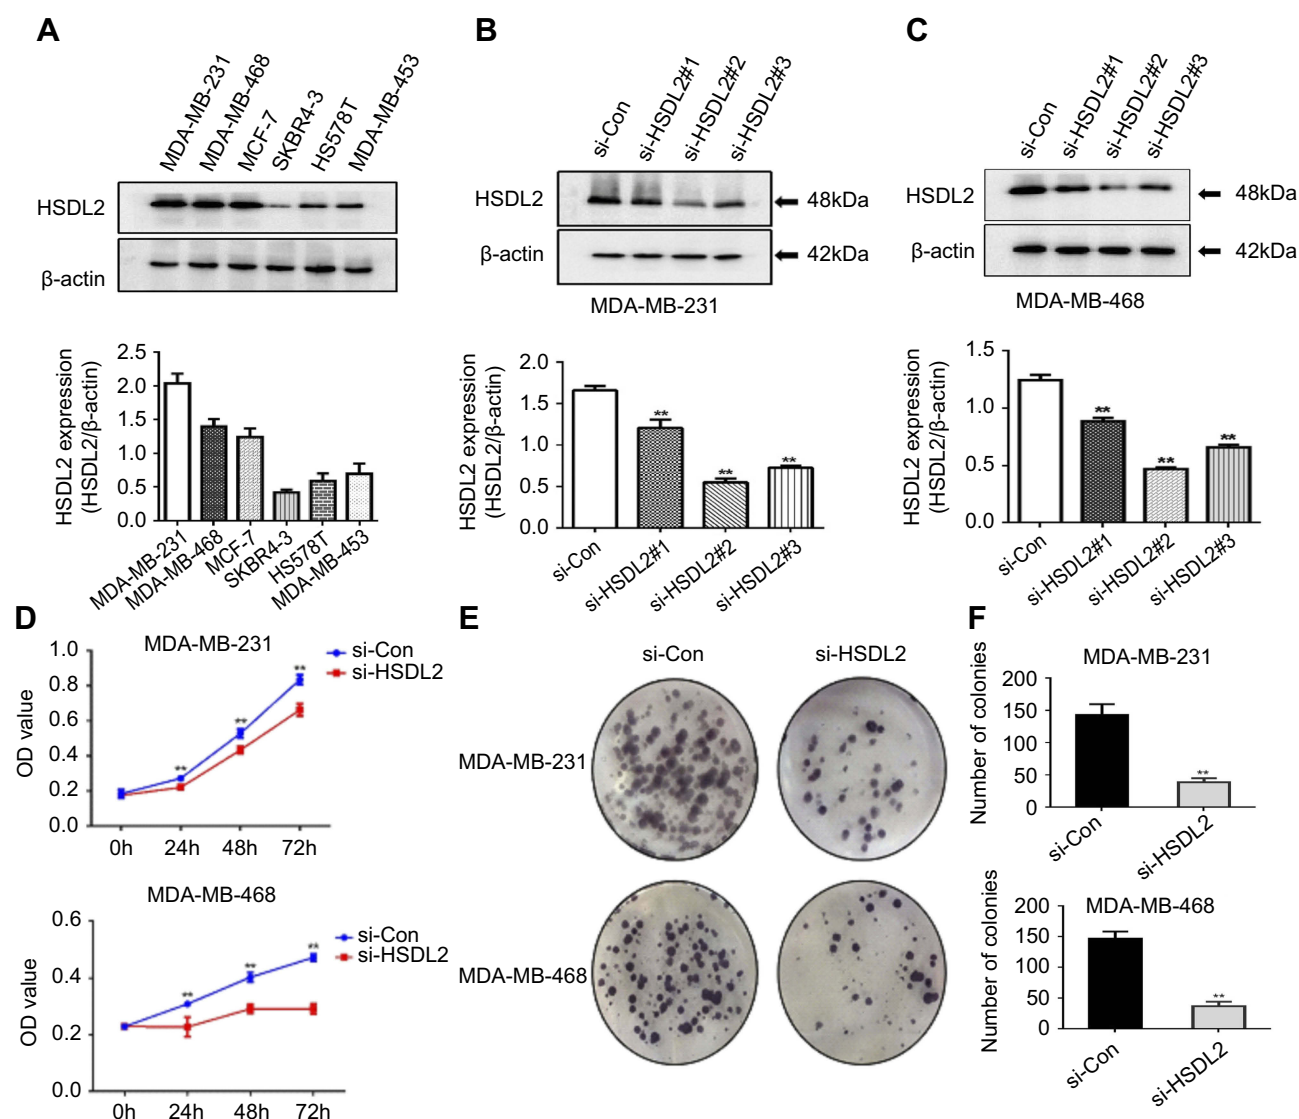 A
MDA-MB-231
MDA-MB-468
MCF-7
SKBR4-3
HS578T
MDA-MB-453
HSDL2
β-actin
HSDL2 expression
(HSDL2/β-actin)
2.5
2.0
1.5
1.0
0.5
0.0
MDA-MB-231
MDA-MB-468
MCF-7
SKBR4-3
HS578T
MDA-MB-453
B
si-Con
si-HSDL2#1
si-HSDL2#2
si-HSDL2#3
HSDL2
48kDa
β-actin
42kDa
MDA-MB-231
HSDL2 expression
(HSDL2/β-actin)
2.0
1.5
1.0
0.5
0.0
**
**
**
si-Con
si-HSDL2#1
si-HSDL2#2
si-HSDL2#3
C
si-Con
si-HSDL2#1
si-HSDL2#2
si-HSDL2#3
HSDL2
48kDa
β-actin
42kDa
MDA-MB-468
HSDL2 expression
(HSDL2/β-actin)
1.5
1.0
0.5
0.0
**
**
**
si-Con
si-HSDL2#1
si-HSDL2#2
si-HSDL2#3
D
MDA-MB-231
si-Con
si-HSDL2
OD value
1.0
0.8
0.6
0.4
0.2
0.0
**
**
**
0h
24h
48h
72h
MDA-MB-468
si-Con
si-HSDL2
OD value
0.6
0.4
0.2
0.0
**
**
**
0h
24h
48h
72h
E
si-Con
si-HSDL2
MDA-MB-231
MDA-MB-468
F
MDA-MB-231
Number of colonies
200
150
100
50
0
**
si-Con
si-HSDL2
MDA-MB-468
Number of colonies
200
150
100
50
0
**
si-Con
si-HSDL2